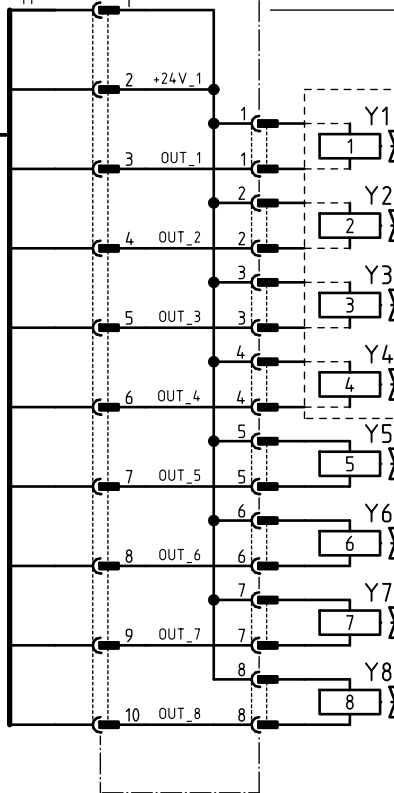 2 +24V_1
1 Y1
1
3 OUT_1 1
2 Y2
2
4 OUT_2 2
3 Y3
3
5 OUT_3 3
4 Y4
4
6 OUT_4 4
5 Y5
5
7 OUT_5 5
6 Y6
6
8 OUT_6 6
7 Y7
7
9 OUT_7 7
8 Y8
8
10 OUT_8 8